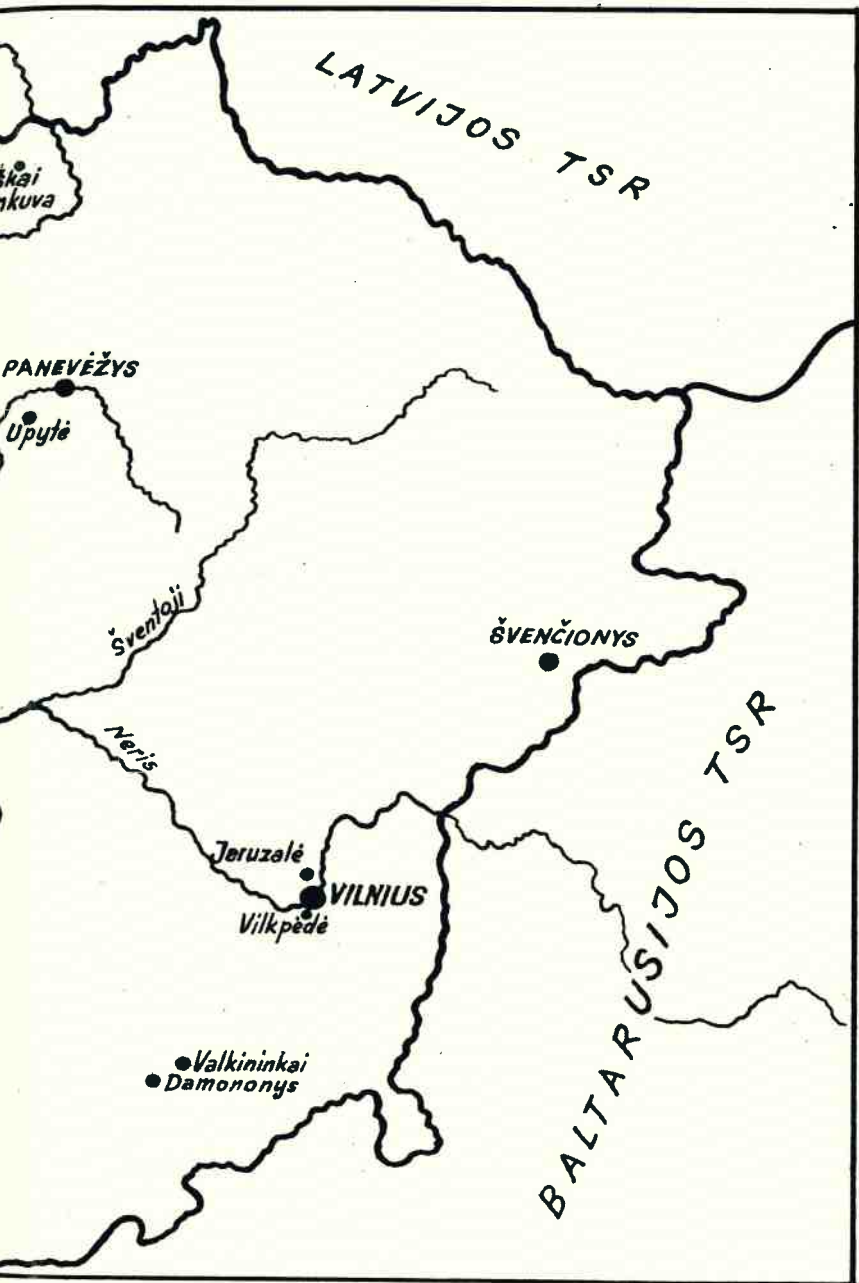 LATVIJOS TSR
PANEVĖŽYS
Upytė
Šventoji
ŠVENČIONYS
Neris
Jeruzalė
VILNIUS
Vilkpėdė
BALTARUSIJOS TSR
Valkininkai
Damononys